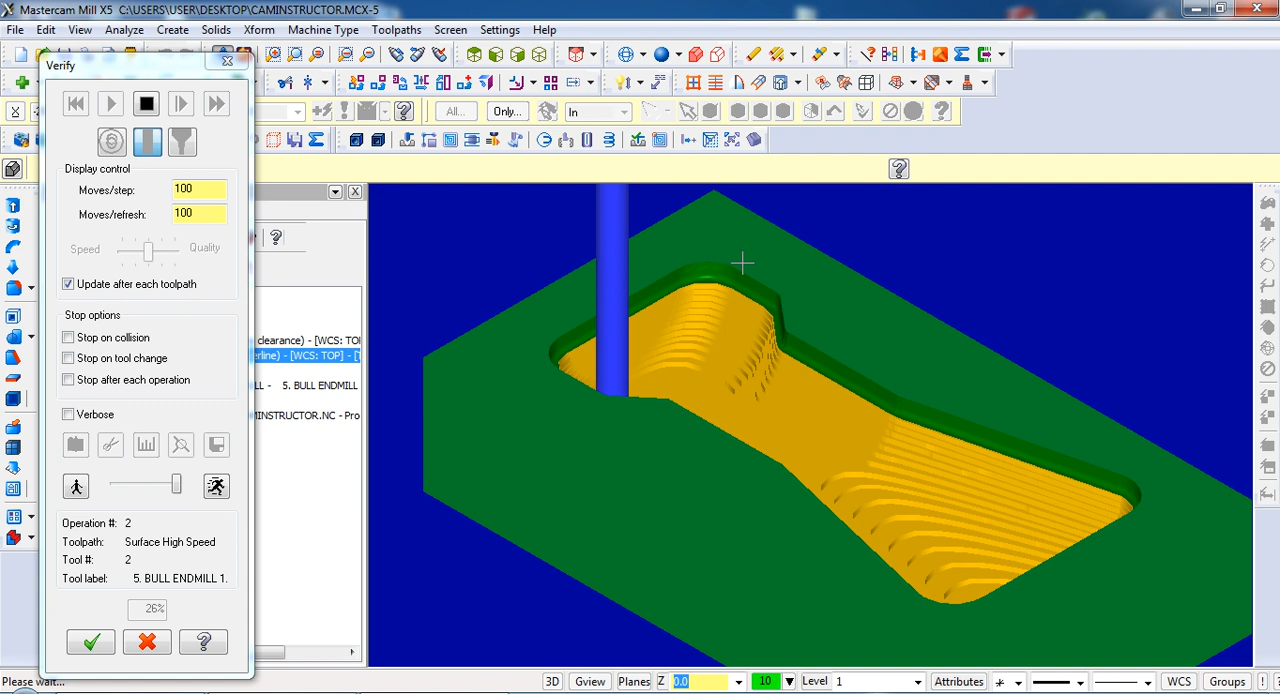 Mastercam Mill X5 C:\USERS\USER\DESKTOP\CAMINSTRUCTOR.MCX-5
File Edit View Analyze Create Solids Xform Machine Type Toolpaths Screen Settings Help
Verify
All... Only... In
Display control
Moves/step: 100
Moves/refresh: 100
Speed Quality
Update after each toolpath
Stop options
Stop on collision
Stop on tool change
Stop after each operation
Verbose
clearance) - [WCS: TO
erline) - [WCS: TOP] - [
LL - 5. BULL ENDMILL
MINSTRUCTOR.NC - Pro
Operation #: 2
Toolpath: Surface High Speed
Tool #: 2
Tool label: 5. BULL ENDMILL 1.
26%
Please wait...
3D Gview Planes Z 0.0 10 Level 1 Attributes WCS Groups